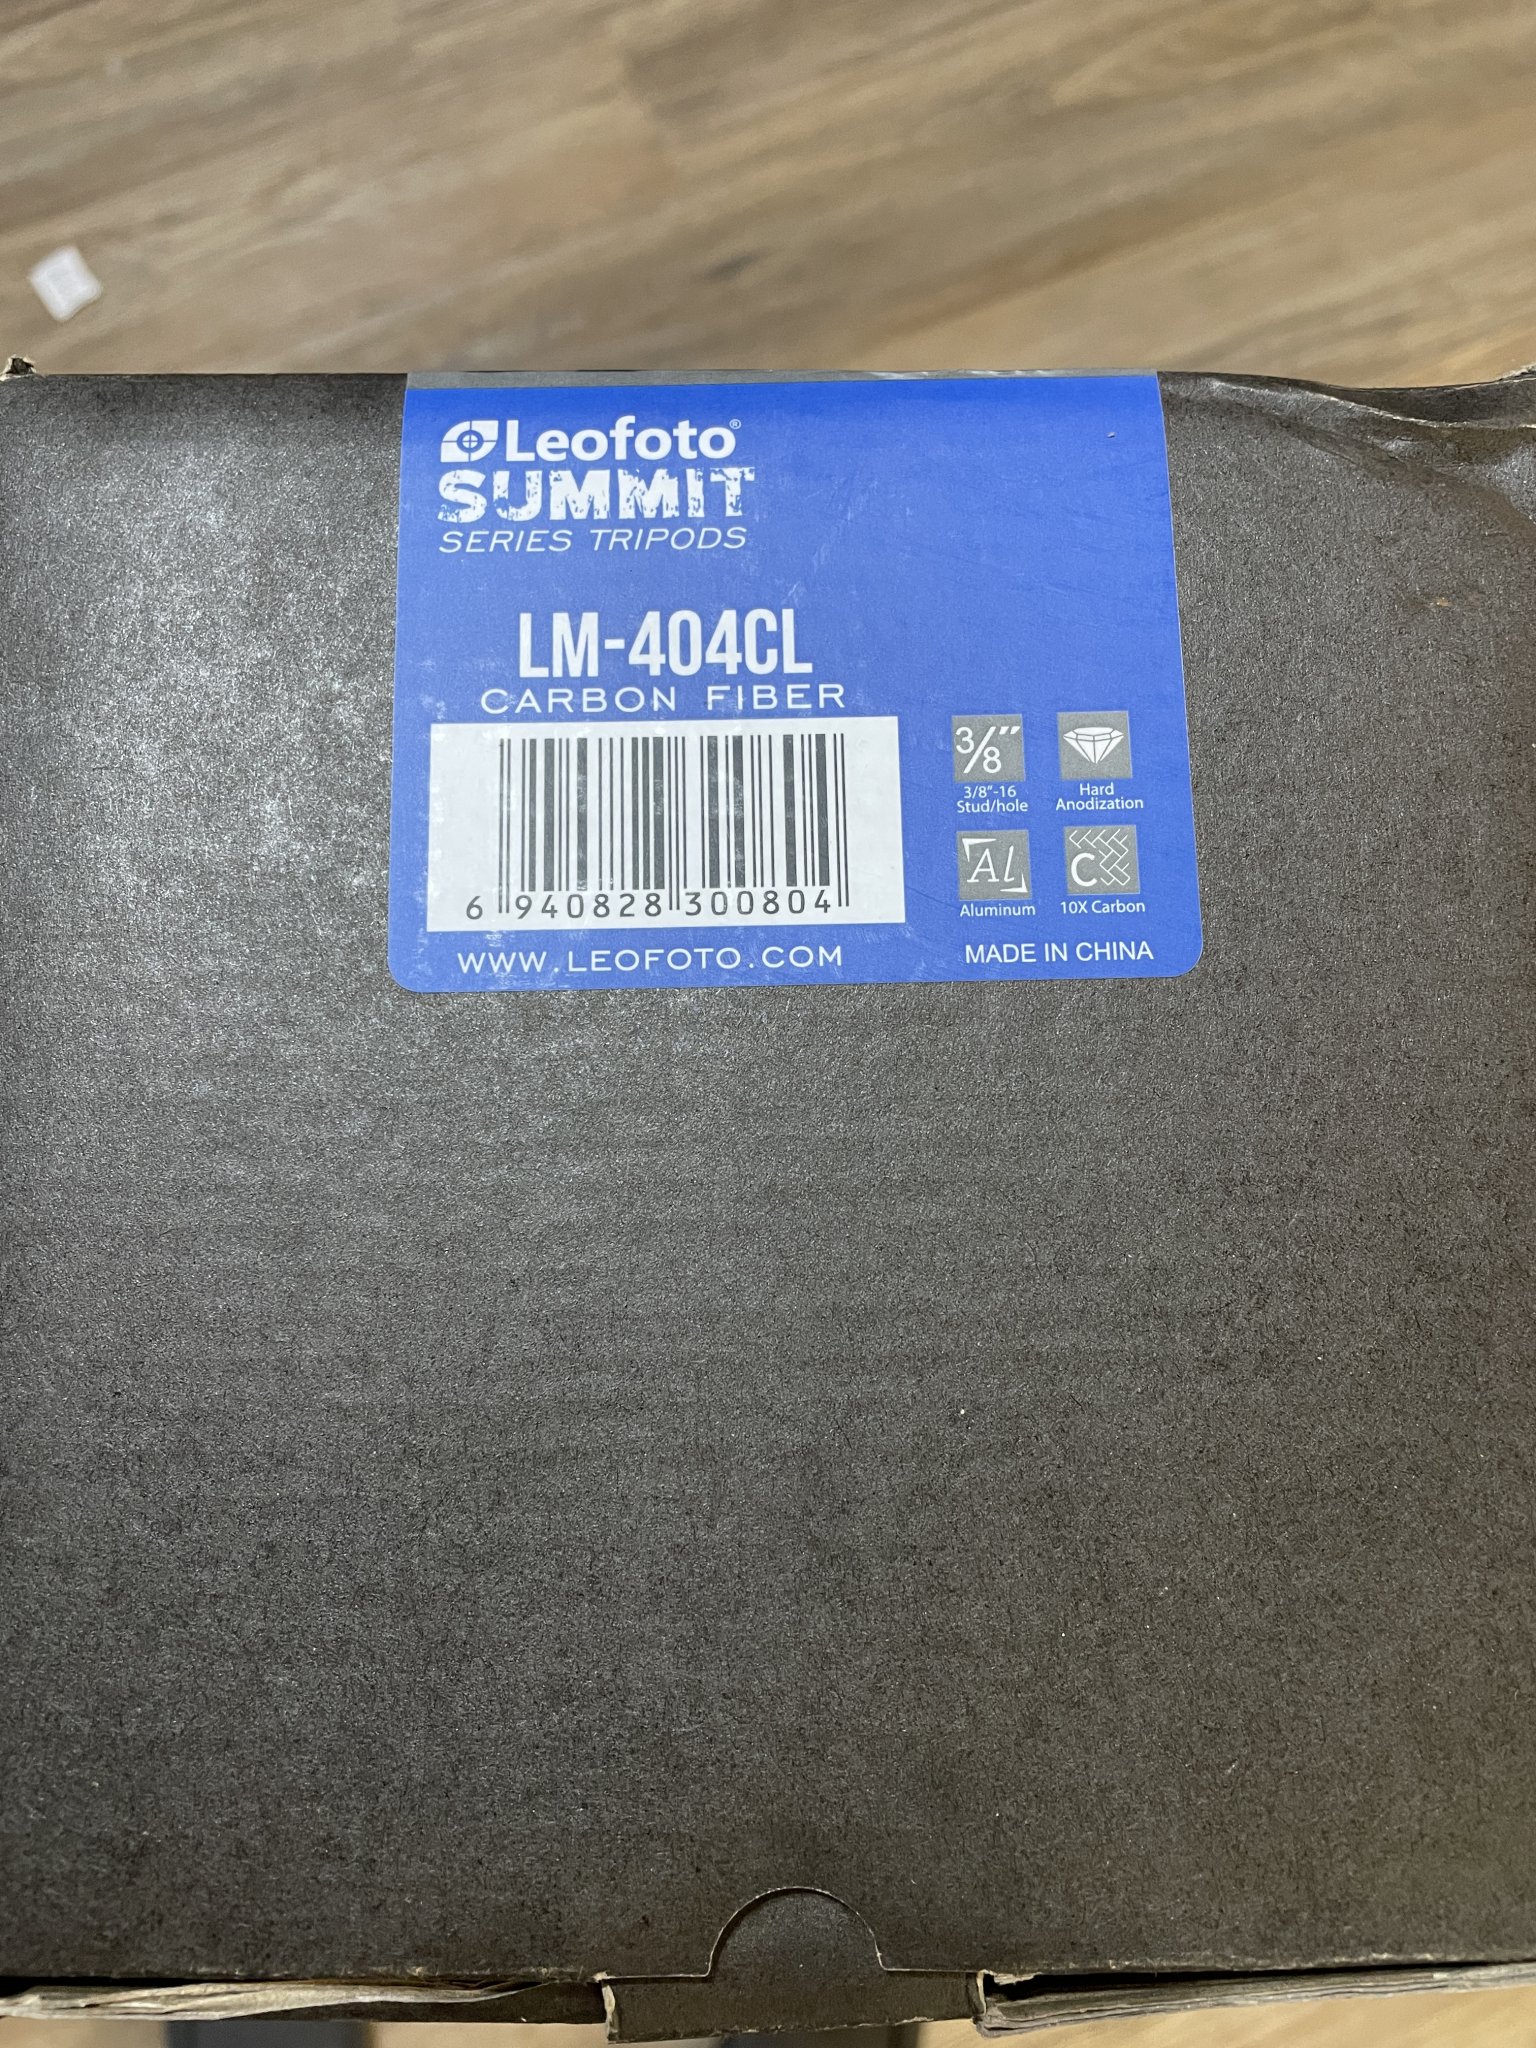 Leofoto®
SUMMIT
SERIES TRIPODS
LM-404CL
CARBON FIBER
6 940828 300804
WWW.LEOFOTO.COM
3/8"
3/8"-16
Stud/hole
Hard
Anodization
Al
Aluminum
C
10X Carbon
MADE IN CHINA